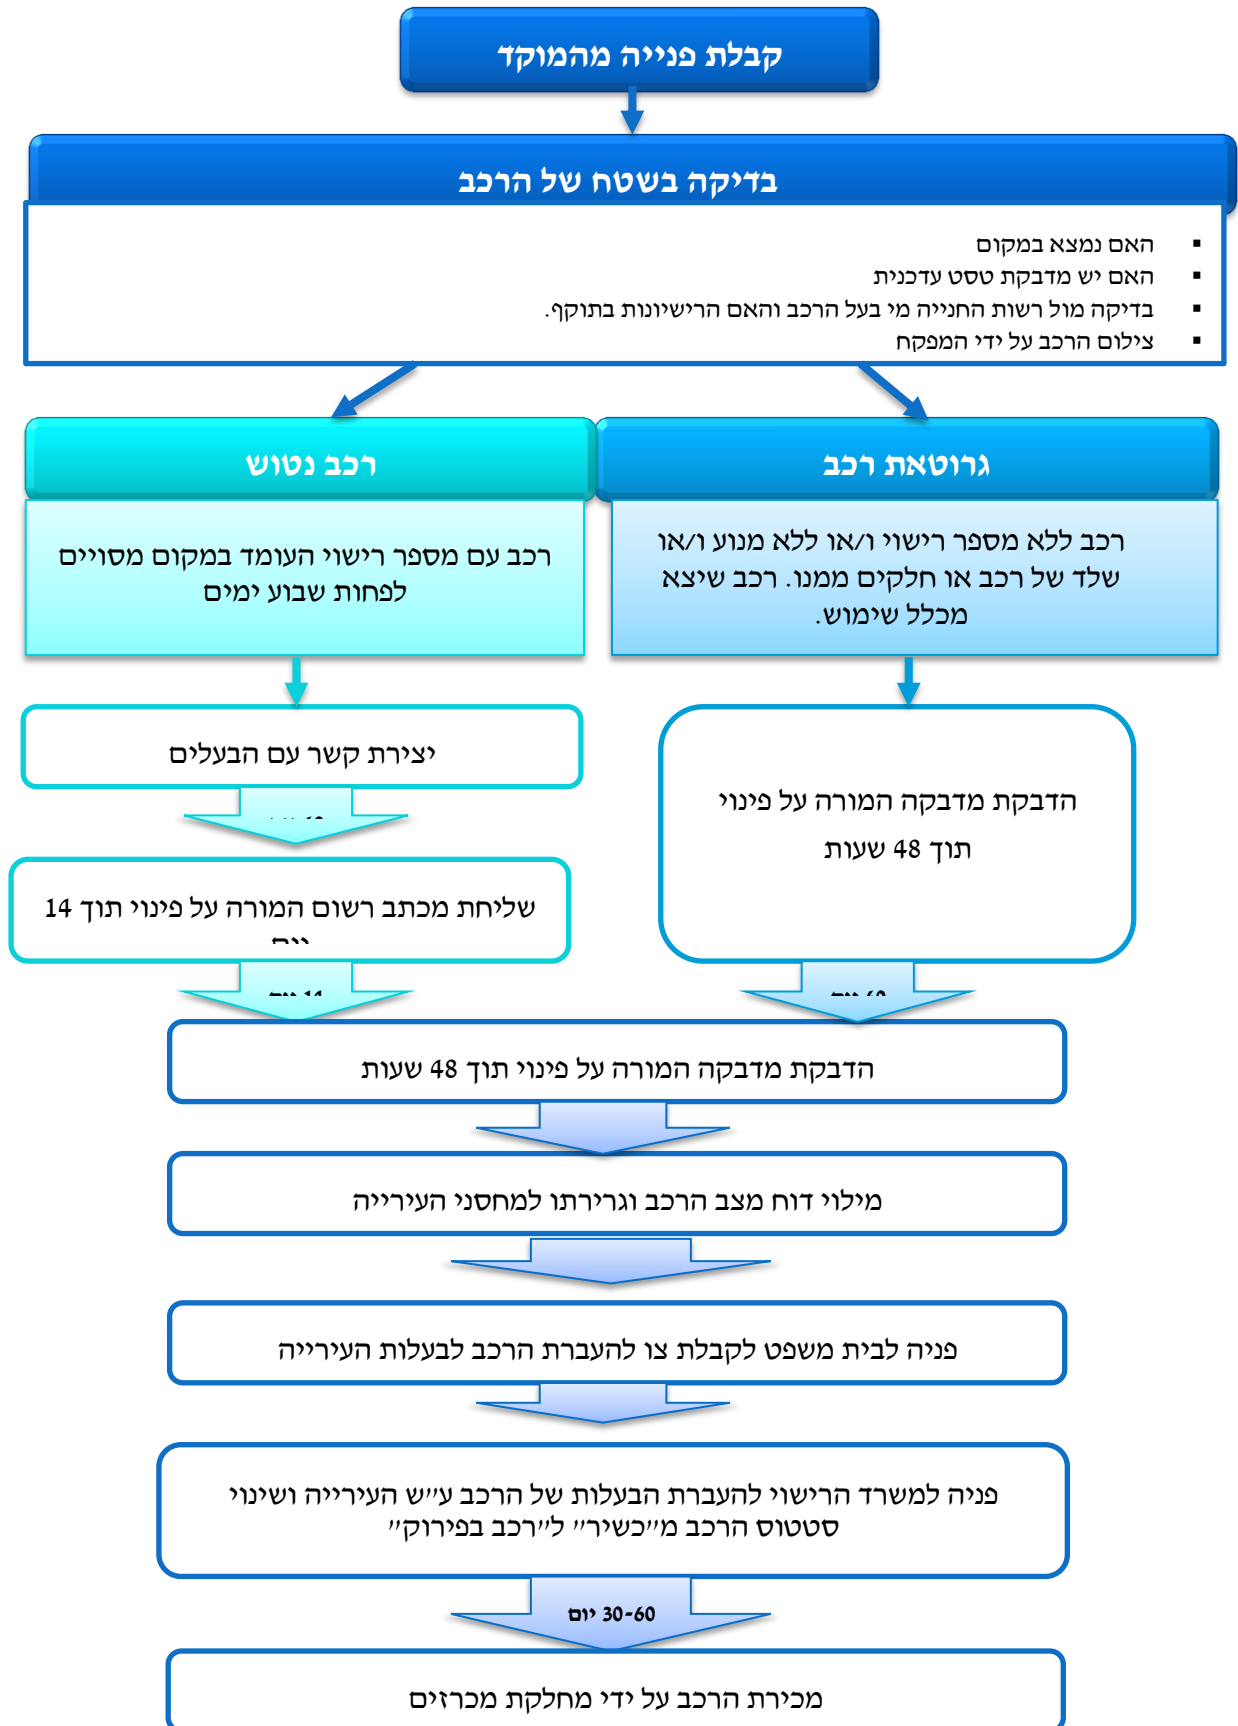 קבלת פנייה מהמוקד
בדיקה בשטח של הרכב
▪ האם נמצא במקום
▪ האם יש מדבקת טסט עדכנית
▪ בדיקה מול רשות החנייה מי בעל הרכב והאם הרישיונות בתוקף.
▪ צילום הרכב על ידי המפקח
גרוטאת רכב
רכב ללא מספר רישוי ו/או ללא מנוע ו/או
שלד של רכב או חלקים ממנו. רכב שיצא
מכלל שימוש.
רכב נטוש
רכב עם מספר רישוי העומד במקום מסויים
לפחות שבוע ימים
הדבקת מדבקה המורה על פינוי
תוך 48 שעות
יצירת קשר עם הבעלים
שליחת מכתב רשום המורה על פינוי תוך 14
יום
14 יום
הדבקת מדבקה המורה על פינוי תוך 48 שעות
מילוי דוח מצב הרכב וגרירתו למחסני העירייה
פניה לבית משפט לקבלת צו להעברת הרכב לבעלות העירייה
פניה למשרד הרישוי להעברת הבעלות של הרכב ע״ש העירייה ושינוי
סטטוס הרכב מ״כשיר״ ל״רכב בפירוק״
30-60 יום
מכירת הרכב על ידי מחלקת מכרזים